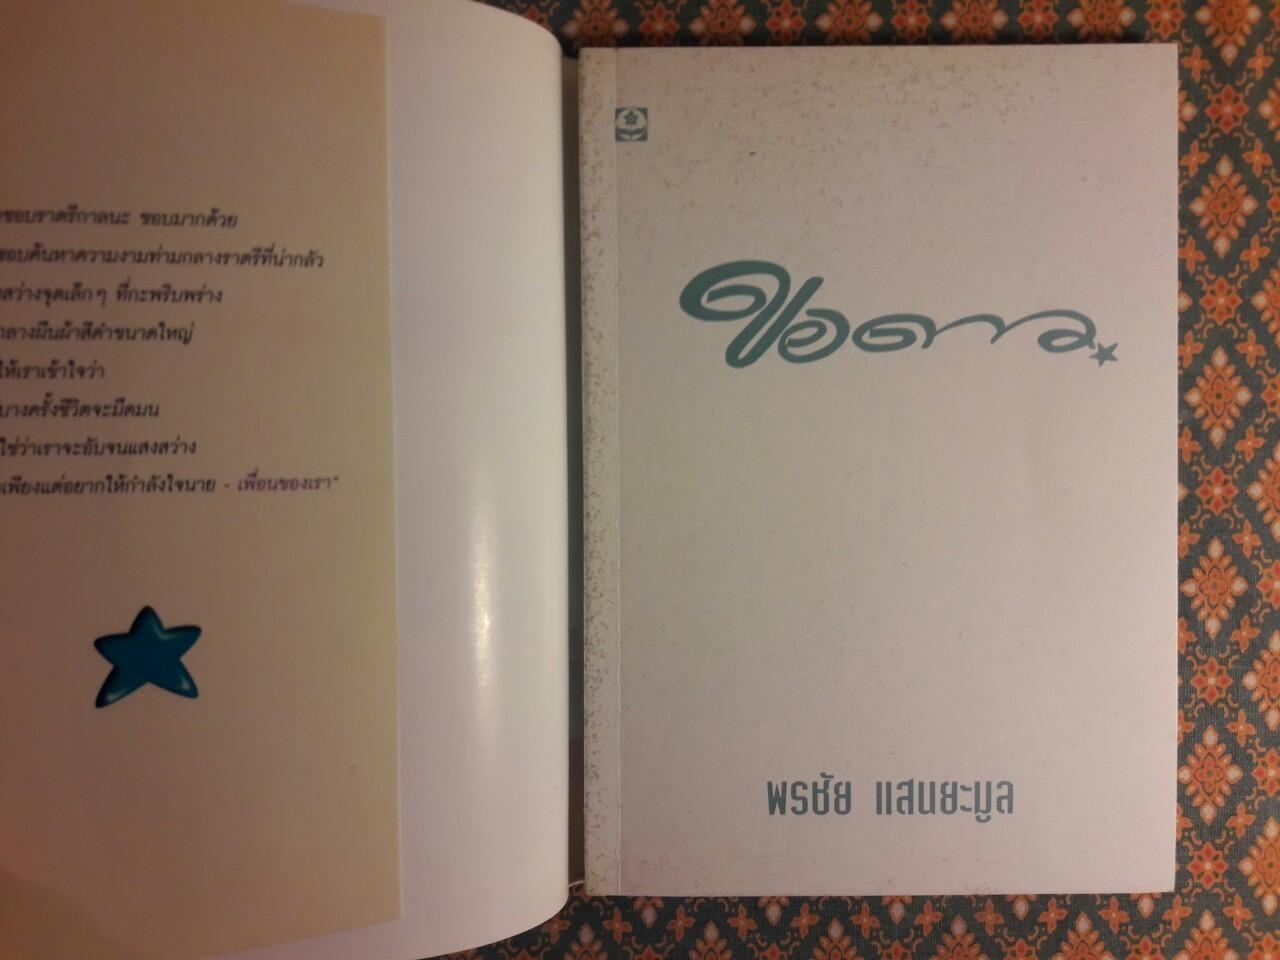 ชอบราตรีกาลนะ ชอบมากด้วย
ชอบค้นหาความงามท่ามกลางราตรีที่น่ากลัว
สว่างจุดเล็กๆ ที่กะพริบพร่าง
กลางผืนผ้าสีดำขนาดใหญ่
ให้เราเข้าใจว่า
บางครั้งชีวิตจะมืดมน
ใช่ว่าเราจะอับจนแสงสว่าง
เพียงแต่อยากให้กำลังใจนาย - เพื่อนของเรา"
ขอดาว
พรชัย แสนยะมูล